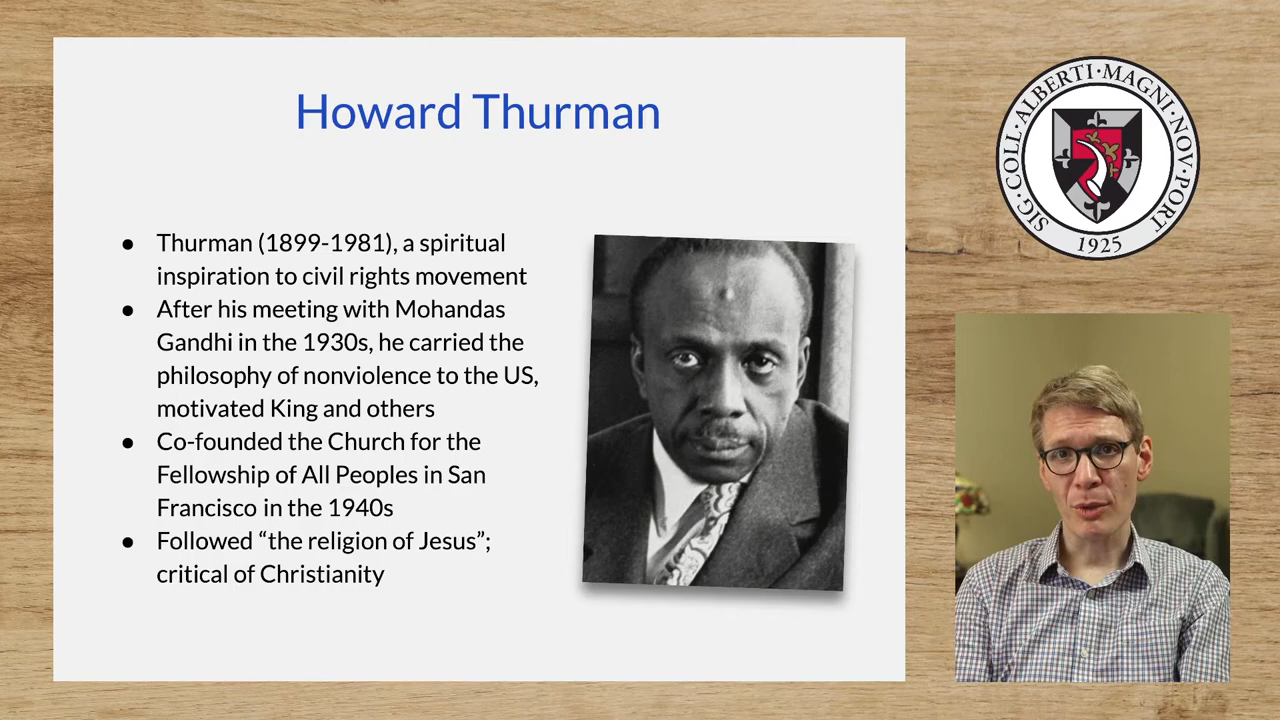 Howard Thurman
● Thurman (1899-1981), a spiritual
inspiration to civil rights movement
● After his meeting with Mohandas
Gandhi in the 1930s, he carried the
philosophy of nonviolence to the US,
motivated King and others
● Co-founded the Church for the
Fellowship of All Peoples in San
Francisco in the 1940s
● Followed “the religion of Jesus”;
critical of Christianity
SIG·COLL·ALBERTI·MAGNI·NOV·PORT
1925